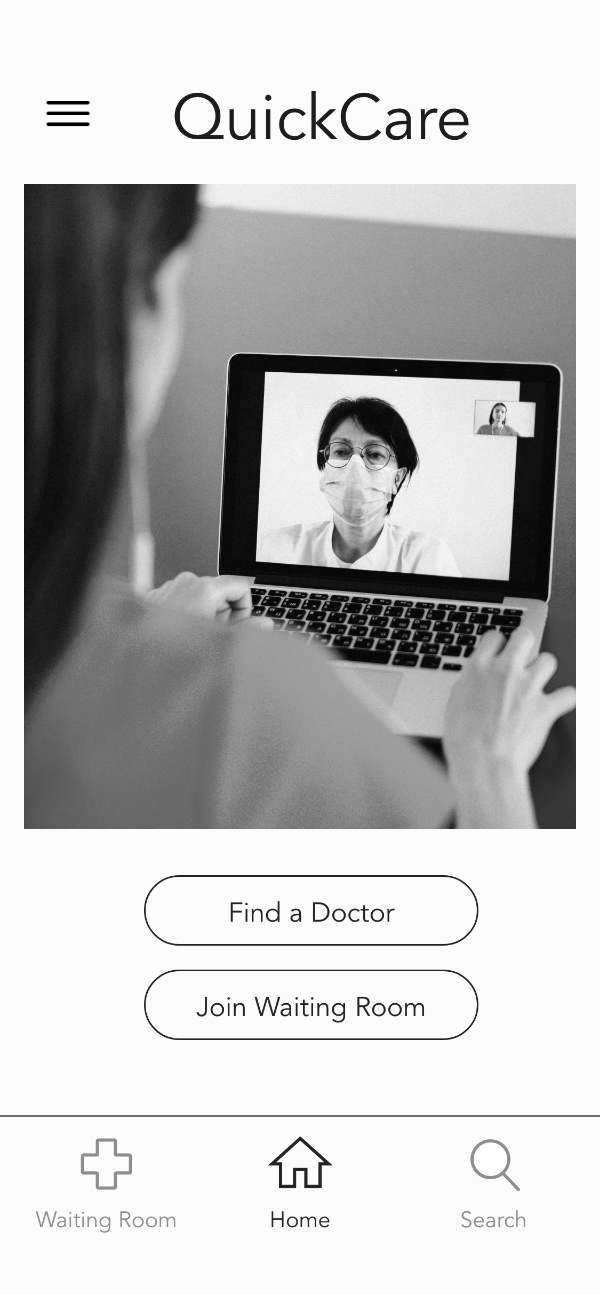 QuickCare
Find a Doctor
Join Waiting Room
Waiting Room
Home
Search